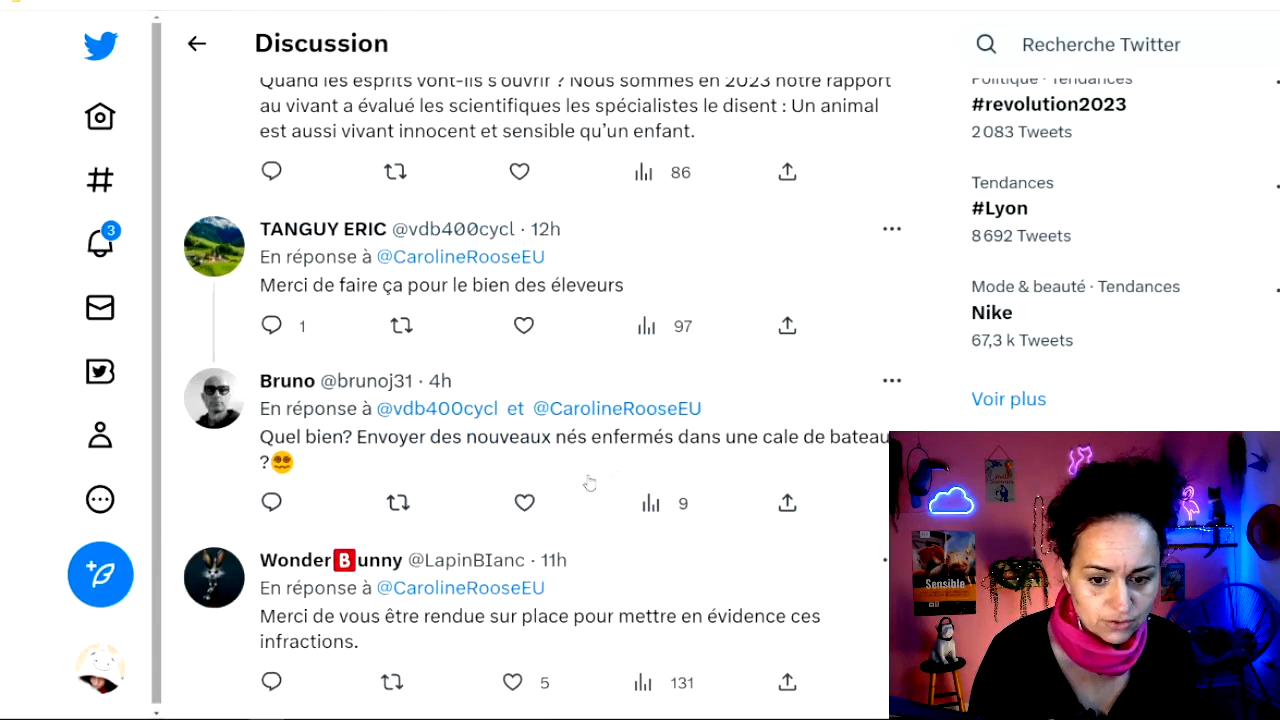 Discussion
Recherche Twitter
Quand les esprits vont-ils s'ouvrir ? Nous sommes en 2023 notre rapport
au vivant a évalué les scientifiques les spécialistes le disent : Un animal
est aussi vivant innocent et sensible qu'un enfant.
86
TANGUY ERIC @vdb400cycl · 12h
En réponse à @CarolineRooseEU
Merci de faire ça pour le bien des éleveurs
1
97
Bruno @brunoj31 · 4h
En réponse à @vdb400cycl et @CarolineRooseEU
Quel bien? Envoyer des nouveaux nés enfermés dans une cale de bateau
?
9
Wonder B unny @LapinBIanc · 11h
En réponse à @CarolineRooseEU
Merci de vous être rendue sur place pour mettre en évidence ces
infractions.
5
131
3
Politique · Tendances
#revolution2023
2 083 Tweets
Tendances
#Lyon
8 692 Tweets
Mode & beauté · Tendances
Nike
67,3 k Tweets
Voir plus
Sensible